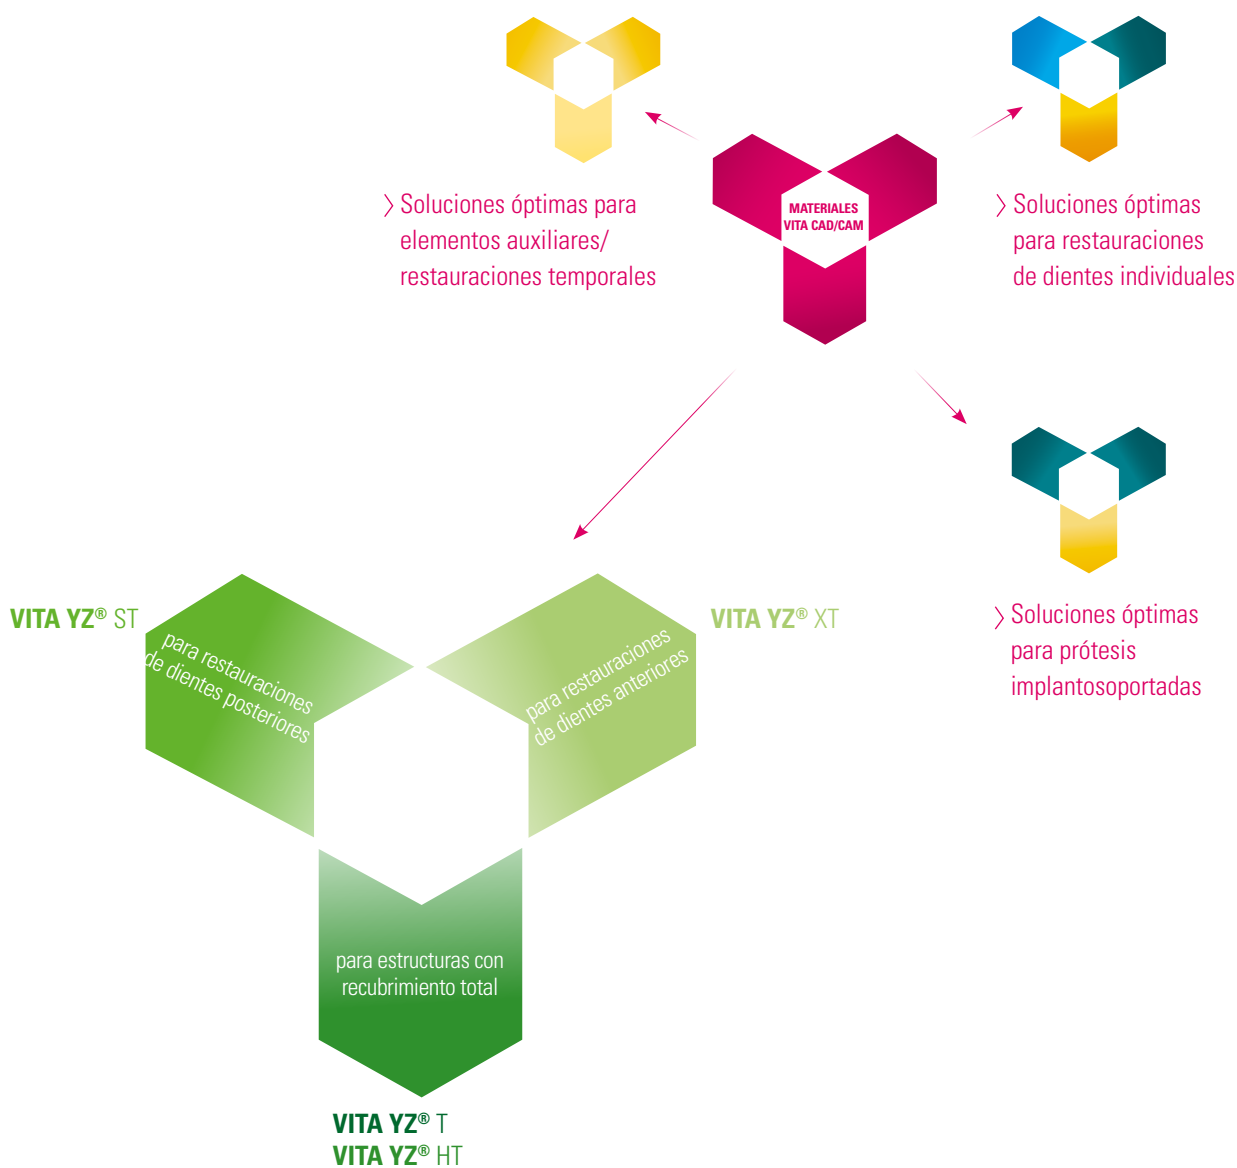 MATERIALES
VITA CAD/CAM
〉Soluciones óptimas para
elementos auxiliares/
restauraciones temporales
〉Soluciones óptimas
para restauraciones
de dientes individuales
〉Soluciones óptimas
para prótesis
implantosoportadas
VITA YZ® ST
para restauraciones
de dientes posteriores
VITA YZ® XT
para restauraciones
de dientes anteriores
para estructuras con
recubrimiento total
VITA YZ® T
VITA YZ® HT